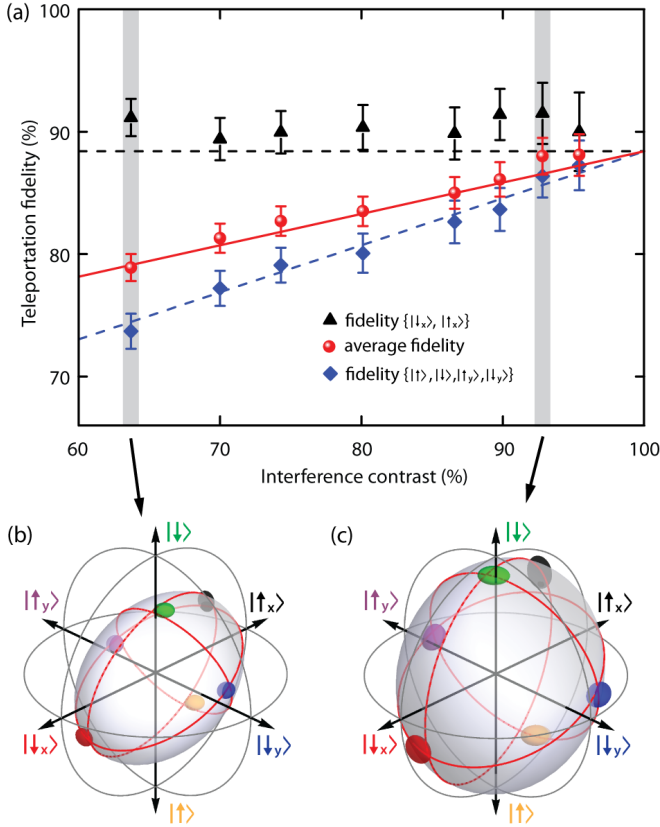 (a)
100
90
80
70
Teleportation fidelity (%)
fidelity {|↓ₓ⟩, |↑ₓ⟩}
average fidelity
fidelity {|↑⟩,|↓⟩,|↑y⟩,|↓y⟩}
60 70 80 90 100
Interference contrast (%)
(b)
|↓⟩
|↑y⟩
|↑ₓ⟩
|↓ₓ⟩
|↓y⟩
|↑⟩
(c)
|↓⟩
|↑y⟩
|↑ₓ⟩
|↓ₓ⟩
|↓y⟩
|↑⟩